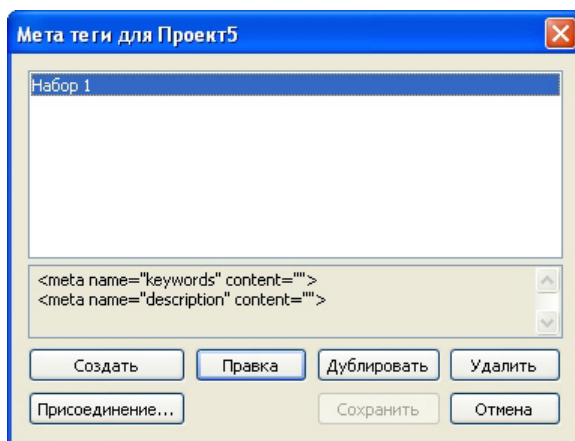 Мета теги для Проект5
Набор 1
<meta name="keywords" content="">
<meta name="description" content="">
Создать Правка Дублировать Удалить
Присоединение... Сохранить Отмена